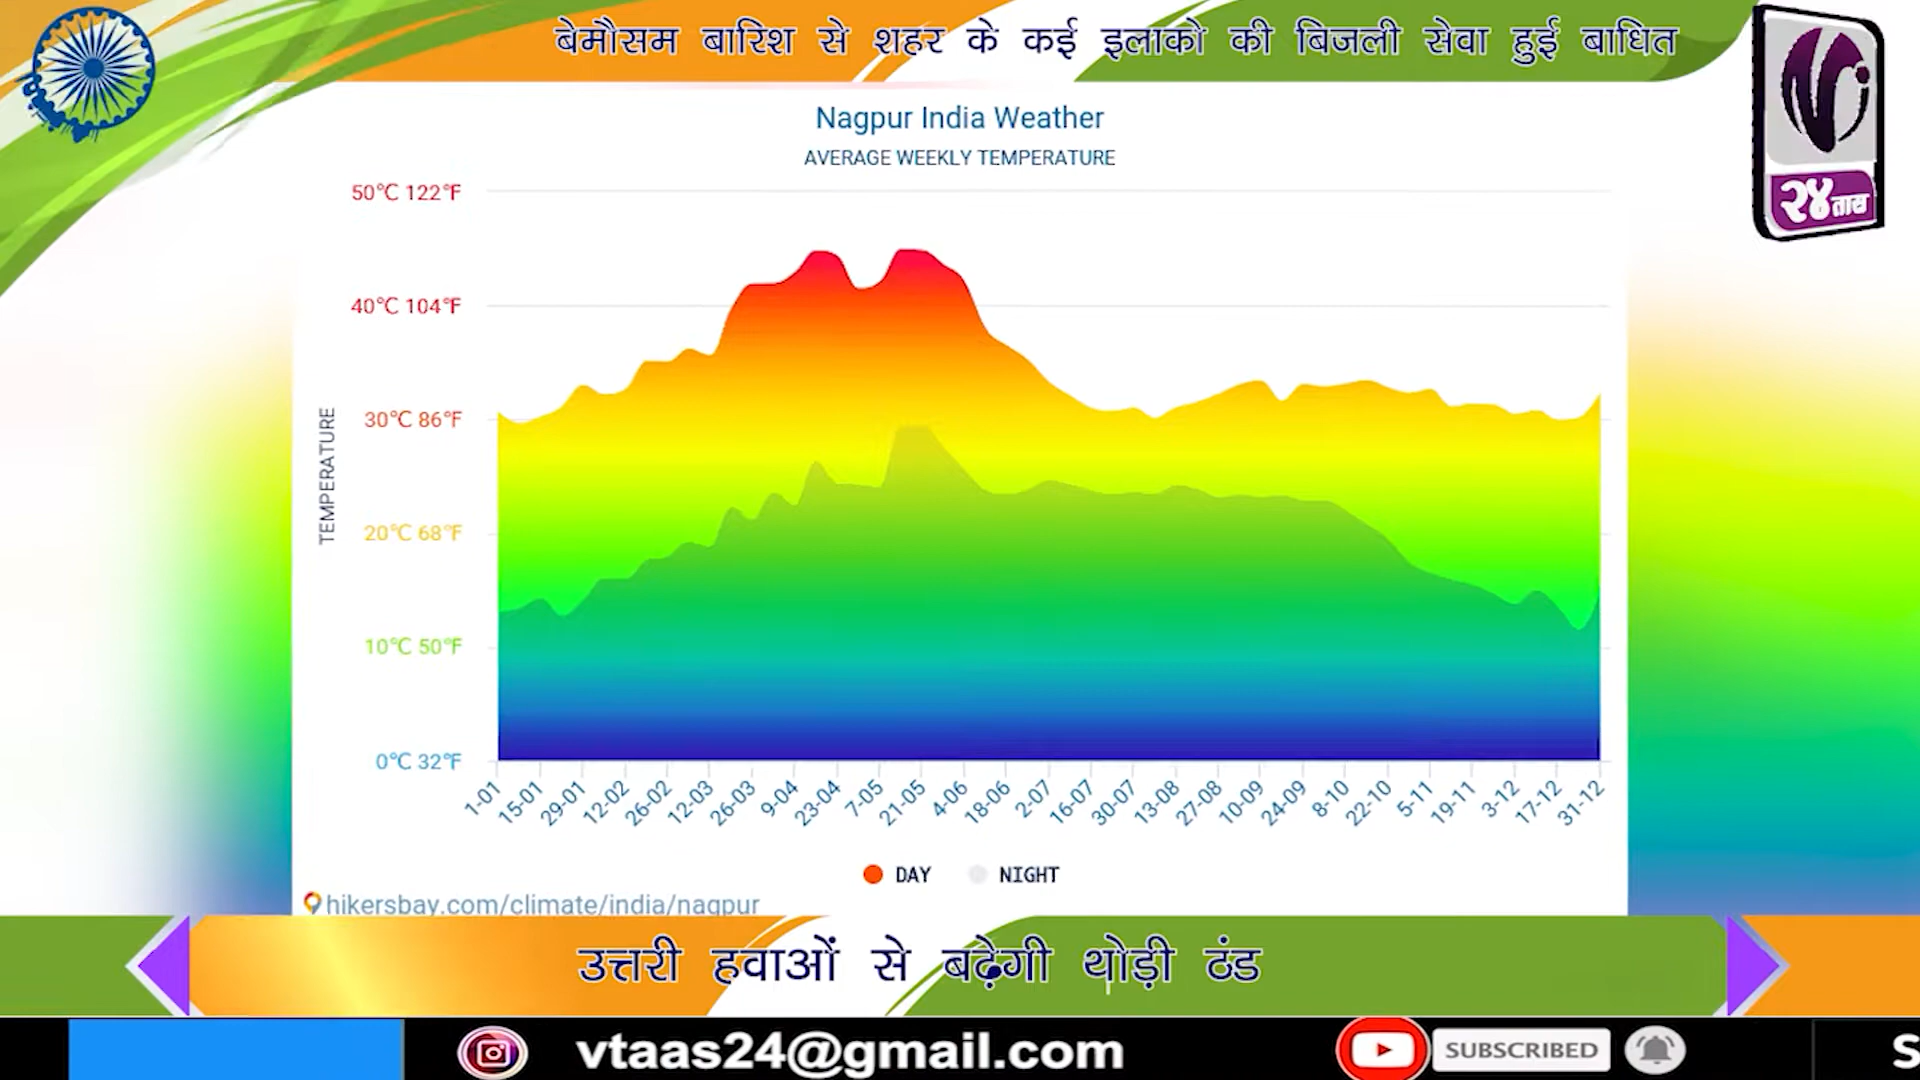 बेमौसम बारिश से शहर के कई इलाको की बिजली सेवा हुई बाधित
२४तास
Nagpur India Weather
AVERAGE WEEKLY TEMPERATURE
TEMPERATURE
50°C 122°F
40°C 104°F
30°C 86°F
20°C 68°F
10°C 50°F
0°C 32°F
1-01 15-01 29-01 12-02 26-02 12-03 26-03 9-04 23-04 7-05 21-05 4-06 18-06 2-07 16-07 30-07 13-08 27-08 10-09 24-09 8-10 22-10 5-11 19-11 3-12 17-12 31-12
DAY NIGHT
hikersbay.com/climate/india/nagpur
उत्तरी हवाओं से बढ़ेगी थोड़ी ठंड
vtaas24@gmail.com SUBSCRIBED S